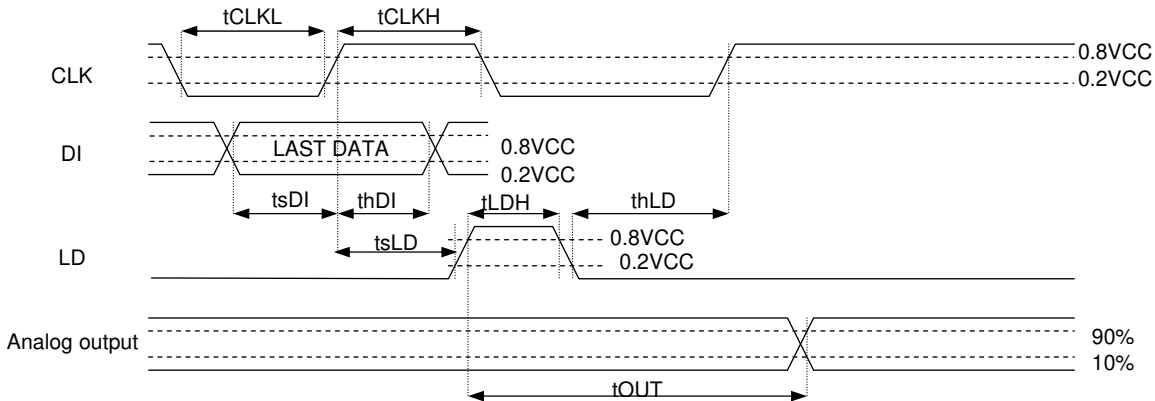 tCLKL
tCLKH
CLK
0.8VCC
0.2VCC
DI
LAST DATA
0.8VCC
0.2VCC
tsDI
thDI
tLDH
thLD
tsLD
LD
0.8VCC
0.2VCC
Analog output
90%
10%
tOUT